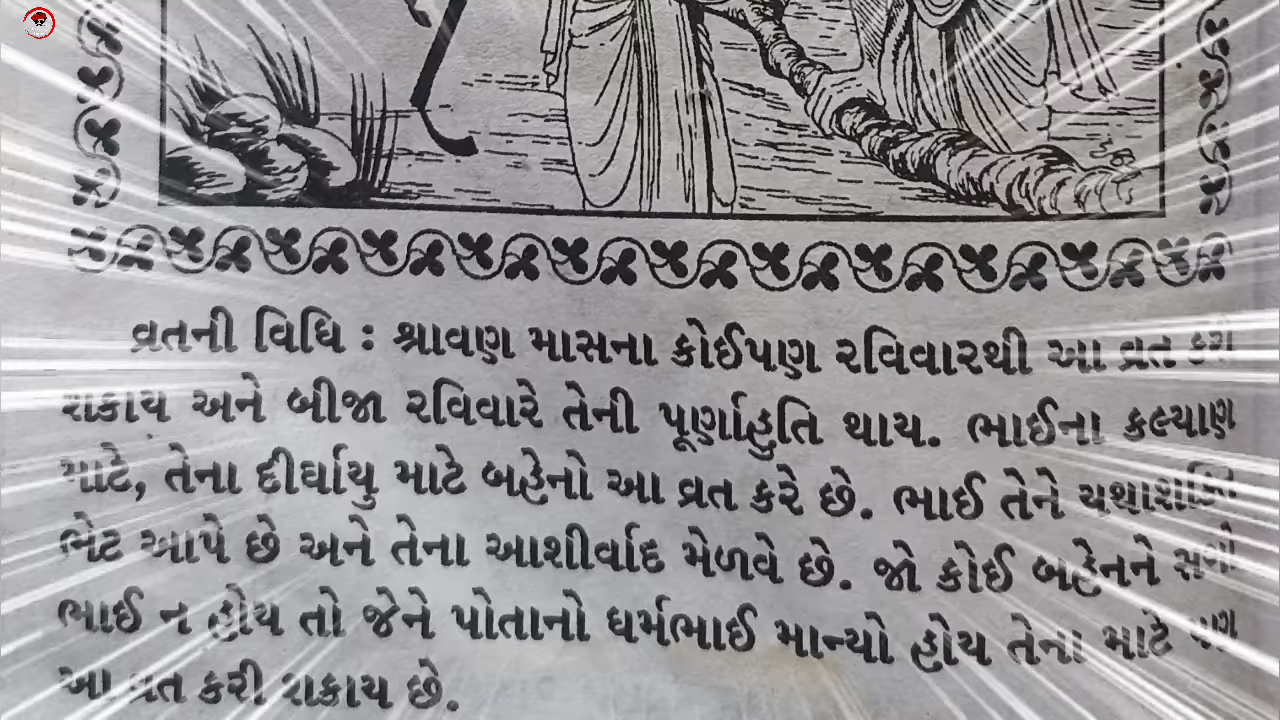 વ્રતની વિધિ : શ્રાવણ માસના કોઈપણ રવિવારથી આ વ્રત કરી
શકાય અને બીજા રવિવારે તેની પૂર્ણાહુતિ થાય. ભાઈના કલ્યાણ
માટે, તેના દીર્ઘાયુ માટે બહેનો આ વ્રત કરે છે. ભાઈ તેને યથાશક્તિ
ભેટ આપે છે અને તેના આશીર્વાદ મેળવે છે. જો કોઈ બહેનને સગો
ભાઈ ન હોય તો જેને પોતાનો ધર્મભાઈ માન્યો હોય તેના માટે પણ
આ વ્રત કરી શકાય છે.